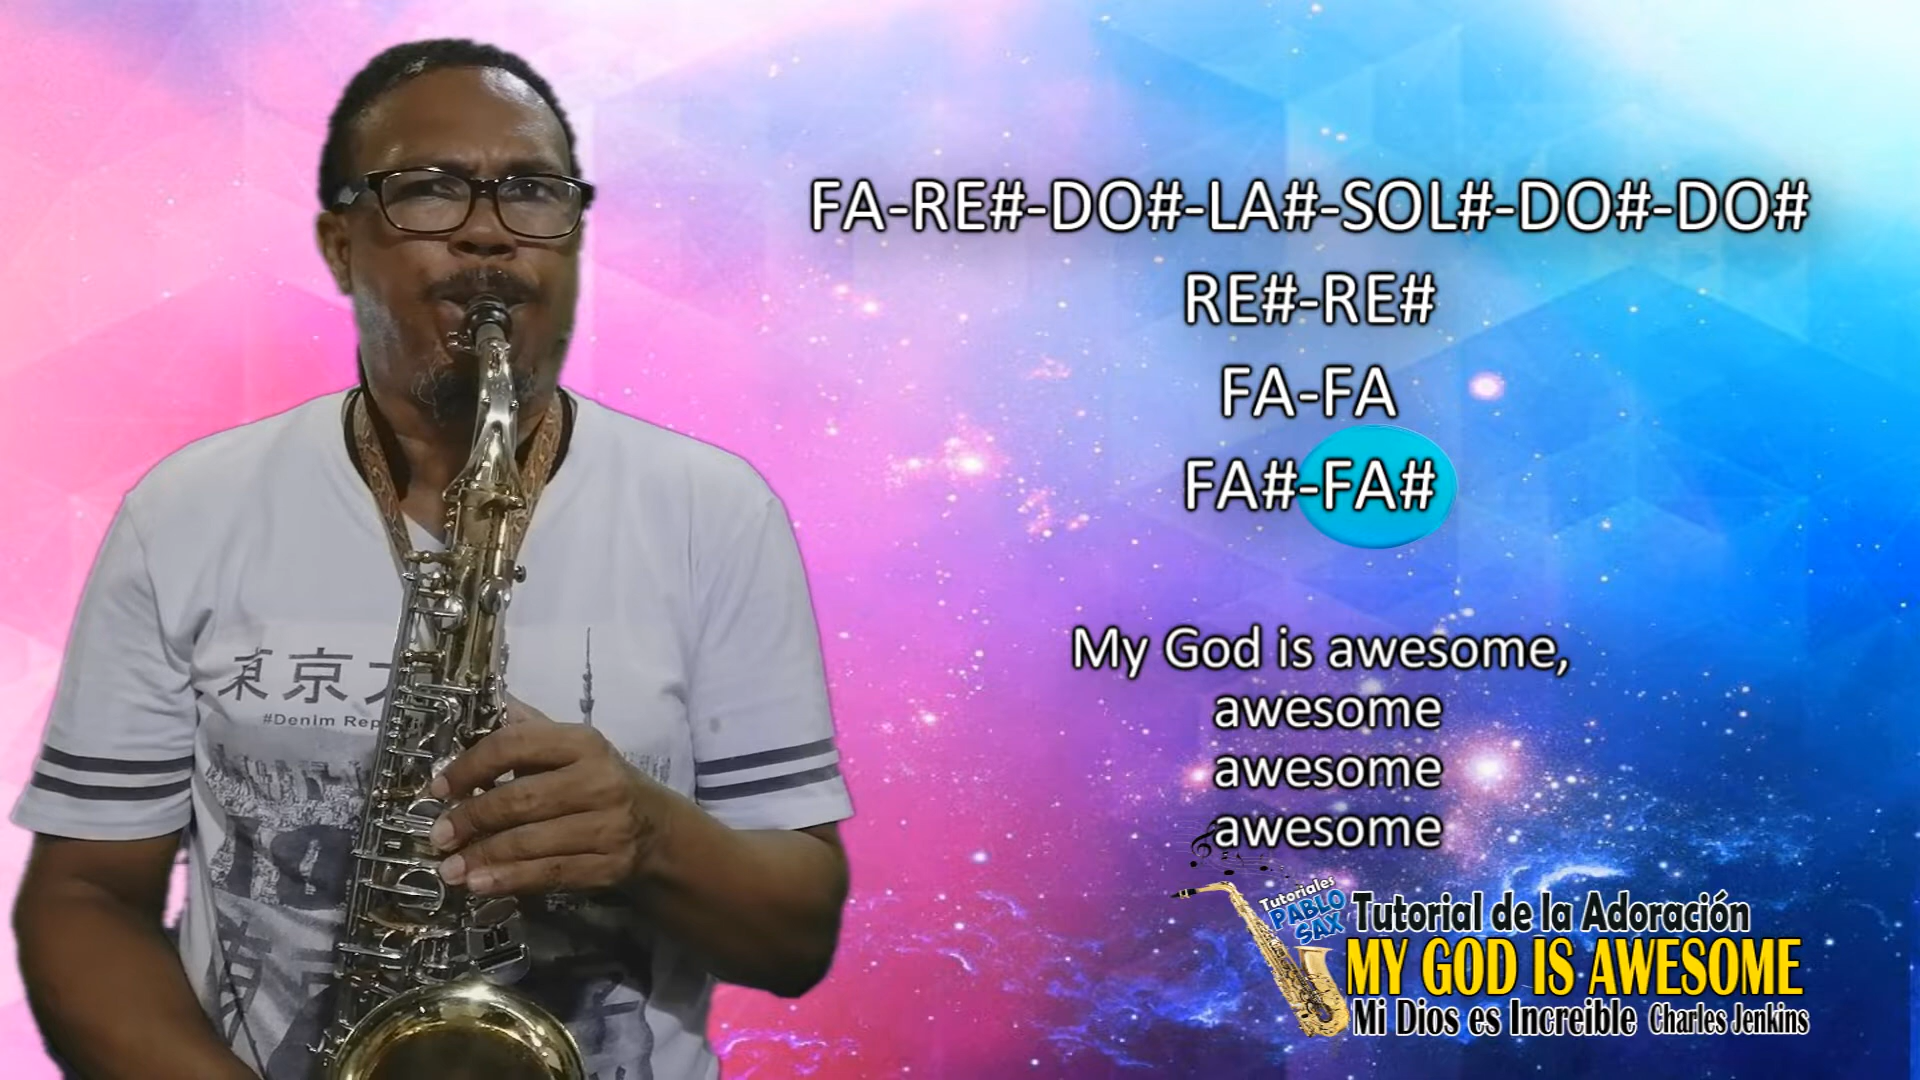 FA-RE#-DO#-LA#-SOL#-DO#-DO#
RE#-RE#
FA-FA
FA#-FA#
My God is awesome,
awesome
awesome
awesome
東京
#Denim Rep
Tutoriales
PABLO
SAX
Tutorial de la Adoración
MY GOD IS AWESOME
Mi Dios es Increible Charles Jenkins